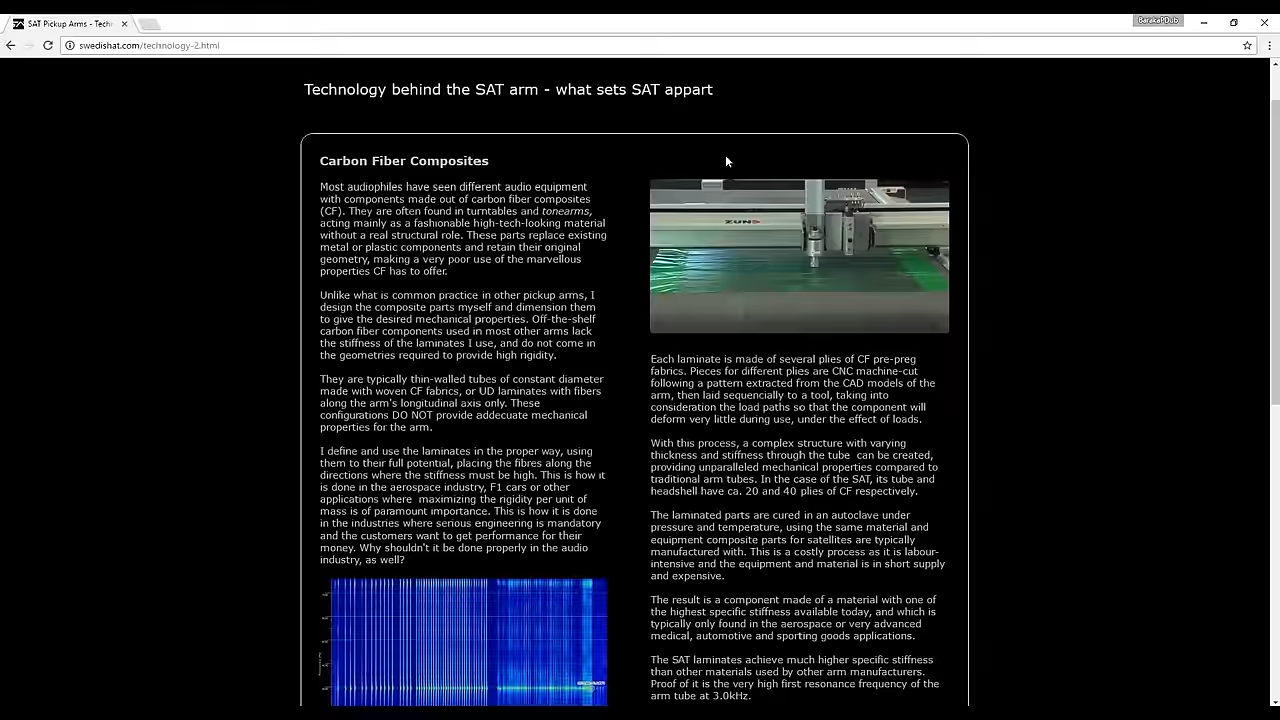 SAT Pickup Arms - Techn
BarakaPDub
swedishat.com/technology-2.html
Technology behind the SAT arm - what sets SAT appart
Carbon Fiber Composites
Most audiophiles have seen different audio equipment
with components made out of carbon fiber composites
(CF). They are often found in turntables and tonearms,
acting mainly as a fashionable high-tech-looking material
without a real structural role. These parts replace existing
metal or plastic components and retain their original
geometry, making a very poor use of the marvellous
properties CF has to offer.
Unlike what is common practice in other pickup arms, I
design the composite parts myself and dimension them
to give the desired mechanical properties. Off-the-shelf
carbon fiber components used in most other arms lack
the stiffness of the laminates I use, and do not come in
the geometries required to provide high rigidity.
They are typically thin-walled tubes of constant diameter
made with woven CF fabrics, or UD laminates with fibers
along the arm's longitudinal axis only. These
configurations DO NOT provide addecuate mechanical
properties for the arm.
I define and use the laminates in the proper way, using
them to their full potential, placing the fibres along the
directions where the stiffness must be high. This is how it
is done in the aerospace industry, F1 cars or other
applications where maximizing the rigidity per unit of
mass is of paramount importance. This is how it is done
in the industries where serious engineering is mandatory
and the customers want to get performance for their
money. Why shouldn't it be done properly in the audio
industry, as well?
ZUND
Each laminate is made of several plies of CF pre-preg
fabrics. Pieces for different plies are CNC machine-cut
following a pattern extracted from the CAD models of the
arm, then laid sequencially to a tool, taking into
consideration the load paths so that the component will
deform very little during use, under the effect of loads.
With this process, a complex structure with varying
thickness and stiffness through the tube can be created,
providing unparalleled mechanical properties compared to
traditional arm tubes. In the case of the SAT, its tube and
headshell have ca. 20 and 40 plies of CF respectively.
The laminated parts are cured in an autoclave under
pressure and temperature, using the same material and
equipment composite parts for satellites are typically
manufactured with. This is a costly process as it is labour-
intensive and the equipment and material is in short supply
and expensive.
The result is a component made of a material with one of
the highest specific stiffness available today, and which is
typically only found in the aerospace or very advanced
medical, automotive and sporting goods applications.
The SAT laminates achieve much higher specific stiffness
than other materials used by other arm manufacturers.
Proof of it is the very high first resonance frequency of the
arm tube at 3.0kHz.